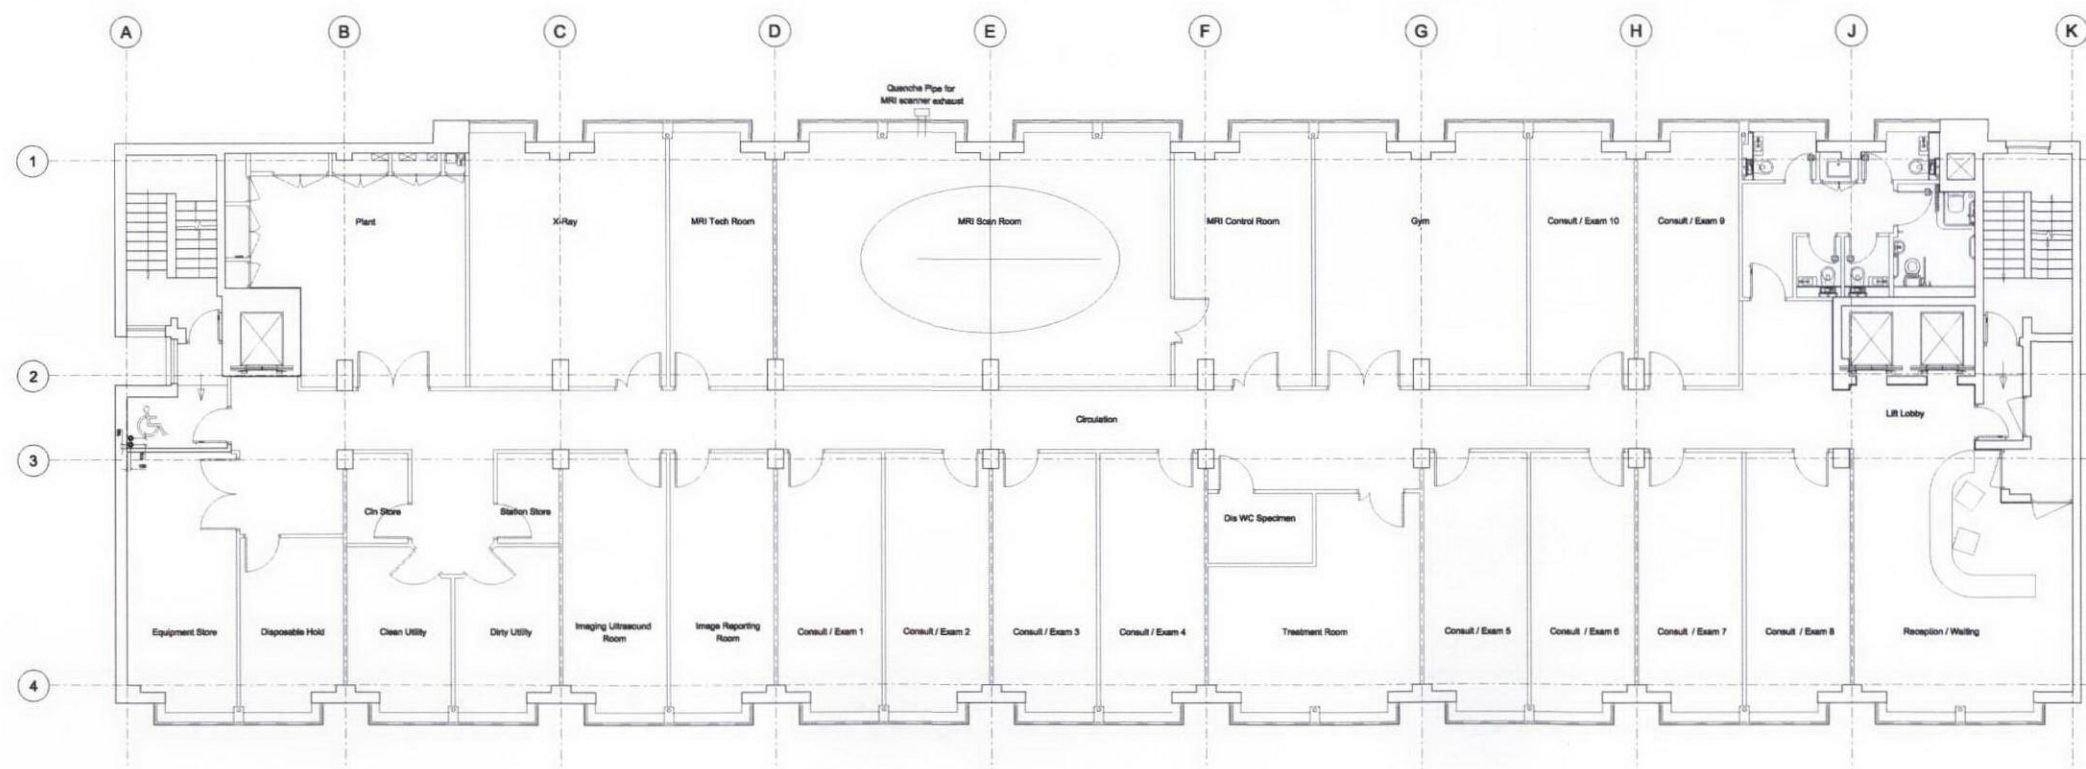 A B C D E F G H J K
Quenche Pipe for
MRI scanner exhaust
1
Plant
X-Ray
MRI Tech Room
MRI Scan Room
MRI Control Room
Gym
Consult / Exam 10
Consult / Exam 9
2
Circulation
Lift Lobby
3
Cln Store
Station Store
Dis WC Specimen
Equipment Store
Disposable Hold
Clean Utility
Dirty Utility
Imaging Ultrasound
Room
Image Reporting
Room
Consult / Exam 1
Consult / Exam 2
Consult / Exam 3
Consult / Exam 4
Treatment Room
Consult / Exam 5
Consult / Exam 6
Consult / Exam 7
Consult / Exam 8
Reception / Waiting
4